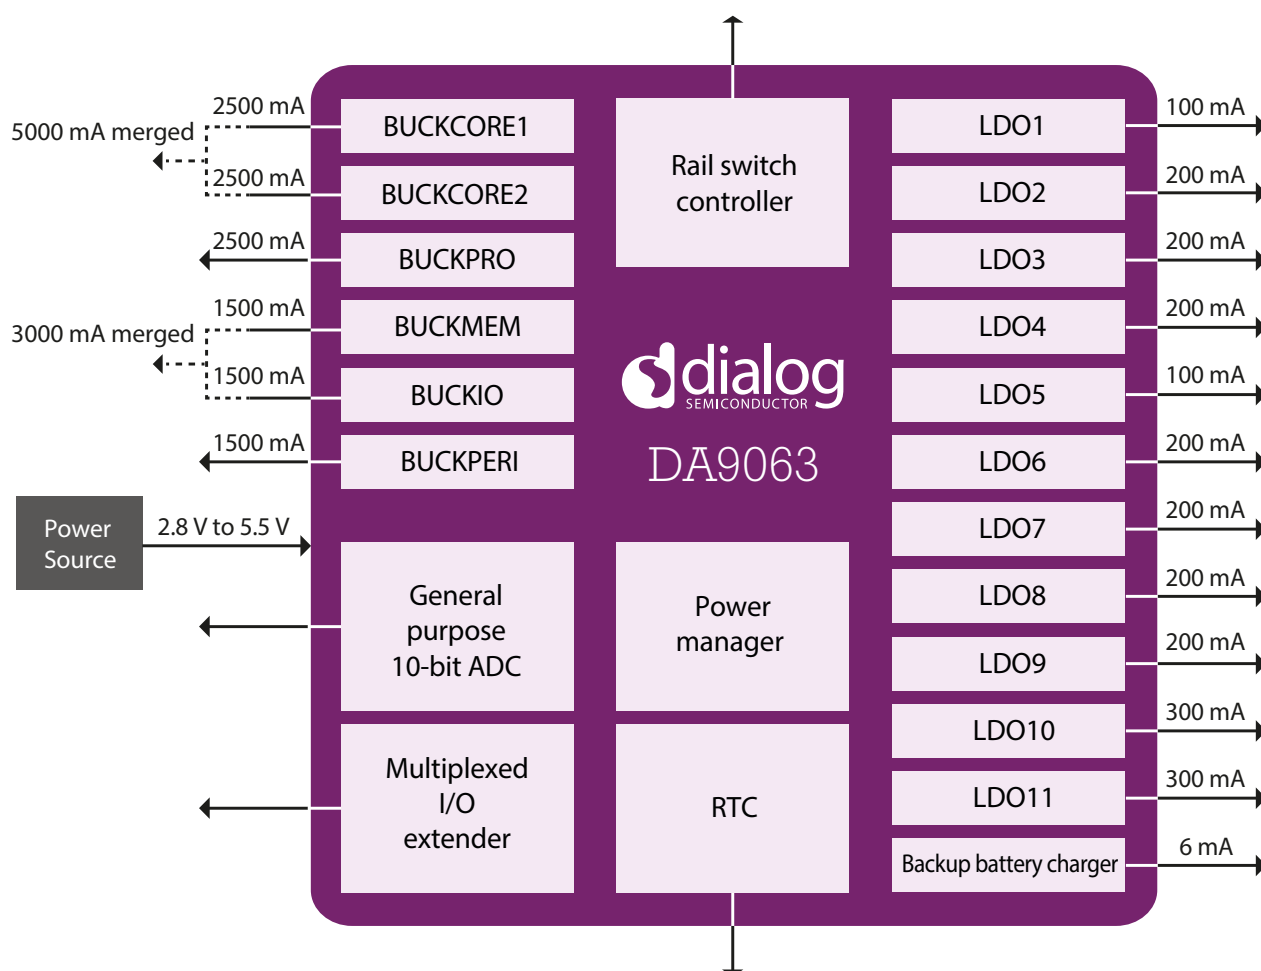 2500 mA
5000 mA merged
2500 mA
2500 mA
1500 mA
3000 mA merged
1500 mA
1500 mA
Power
Source
2.8 V to 5.5 V
BUCKCORE1
BUCKCORE2
BUCKPRO
BUCKMEM
BUCKIO
BUCKPERI
General
purpose
10-bit ADC
Multiplexed
I/O
extender
Rail switch
controller
dialog
SEMICONDUCTOR
DA9063
Power
manager
RTC
LDO1
100 mA
LDO2
200 mA
LDO3
200 mA
LDO4
200 mA
LDO5
100 mA
LDO6
200 mA
LDO7
200 mA
LDO8
200 mA
LDO9
200 mA
LDO10
300 mA
LDO11
300 mA
Backup battery charger
6 mA